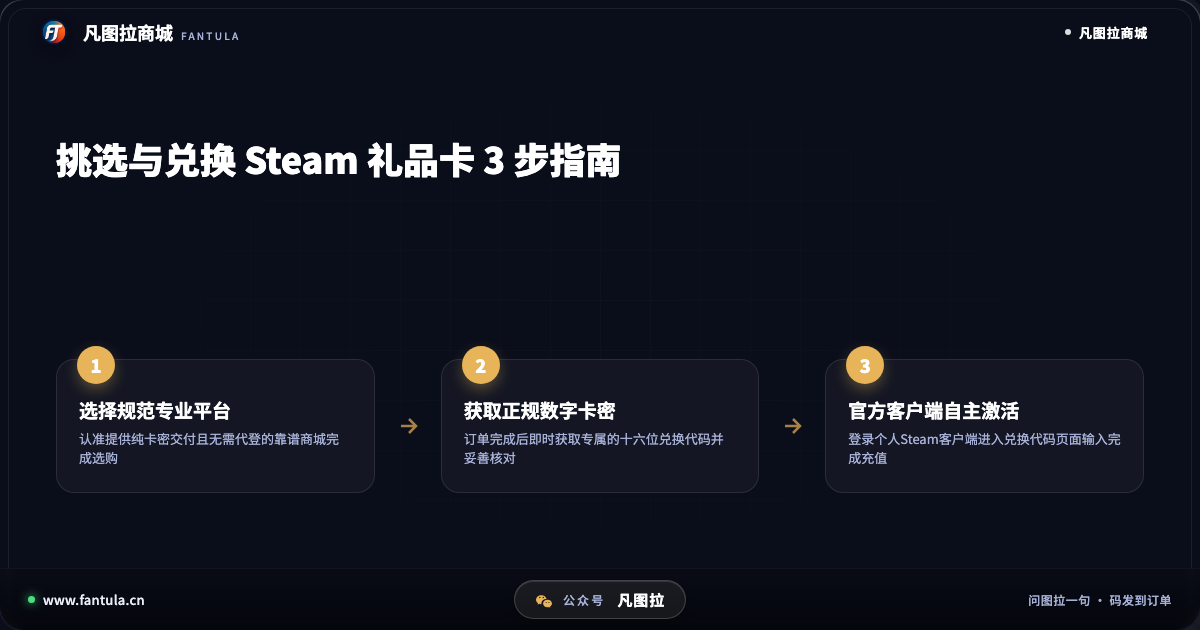 FT 凡图拉商城 FANTULA
凡图拉商城
挑选与兑换 Steam 礼品卡 3 步指南
1
选择规范专业平台
认准提供纯卡密交付且无需代登的靠谱商城完
成选购
→
2
获取正规数字卡密
订单完成后即时获取专属的十六位兑换代码并
妥善核对
→
3
官方客户端自主激活
登录个人Steam客户端进入兑换代码页面输入完
成充值
www.fantula.cn
公众号 凡图拉
问图拉一句 • 码发到订单